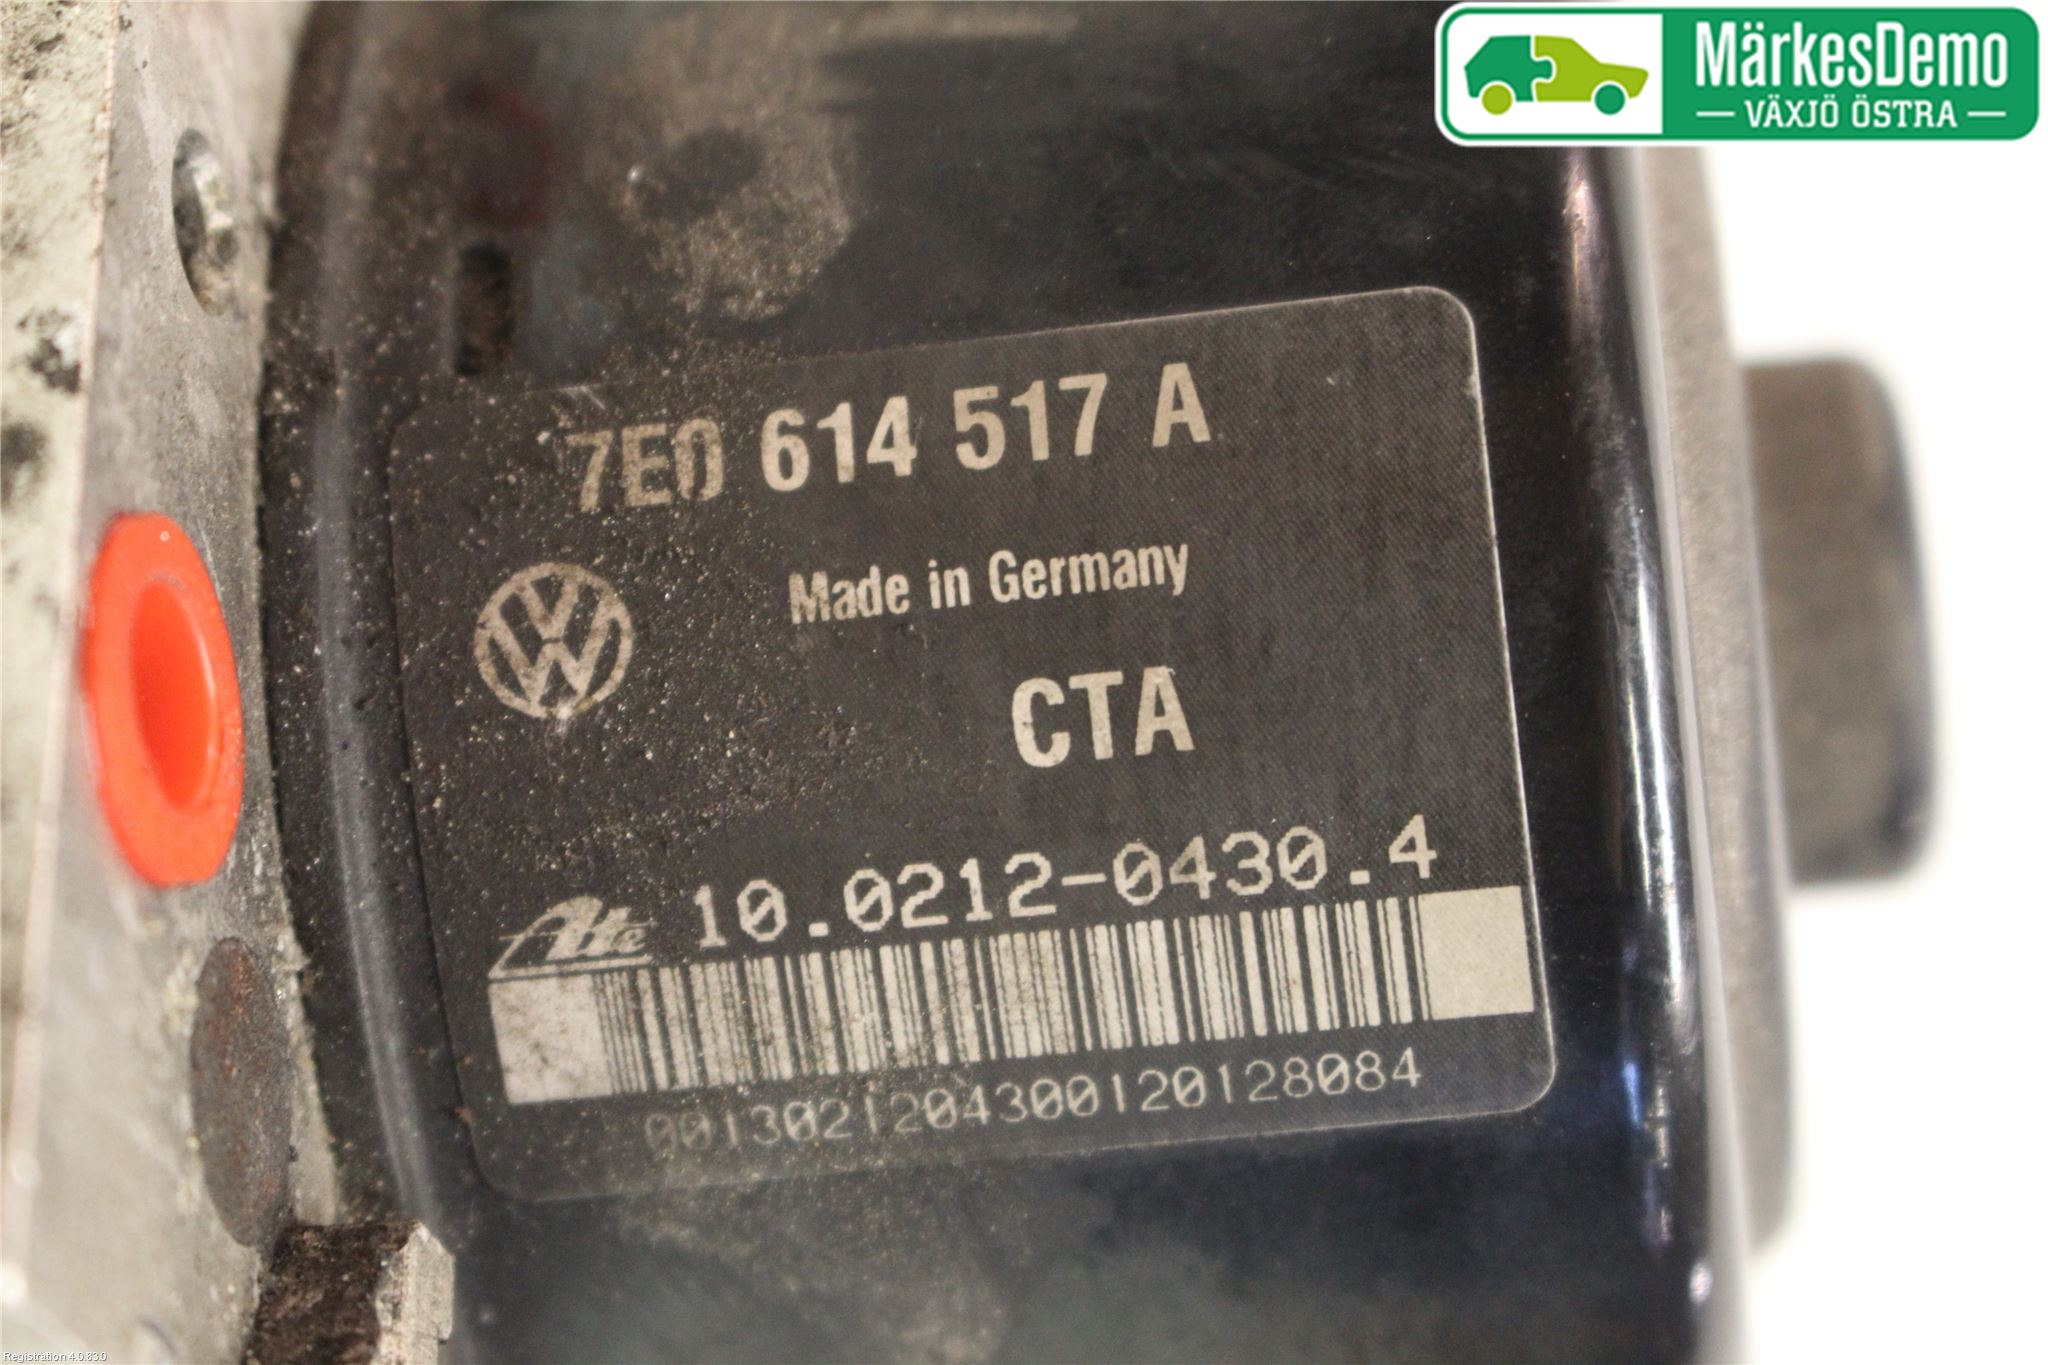 MärkesDemo
VÄXJÖ ÖSTRA
7E0 614 517 A
Made in Germany
CTA
Ate 10.0212-0430.4
0013021204300120128084
Registration 4.0.83.0